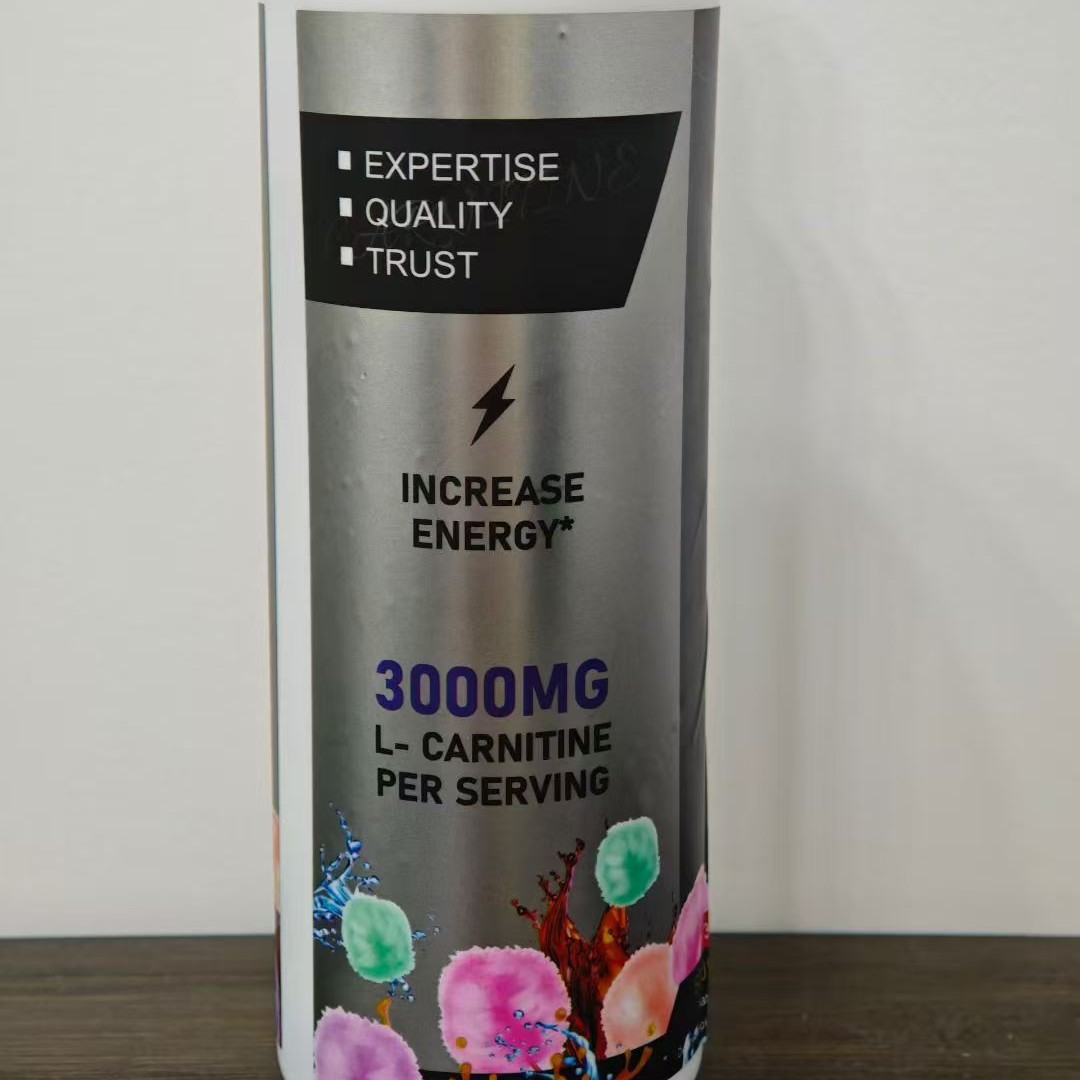 EXPERTISE
QUALITY
TRUST
INCREASE
ENERGY*
3000MG
L- CARNITINE
PER SERVING